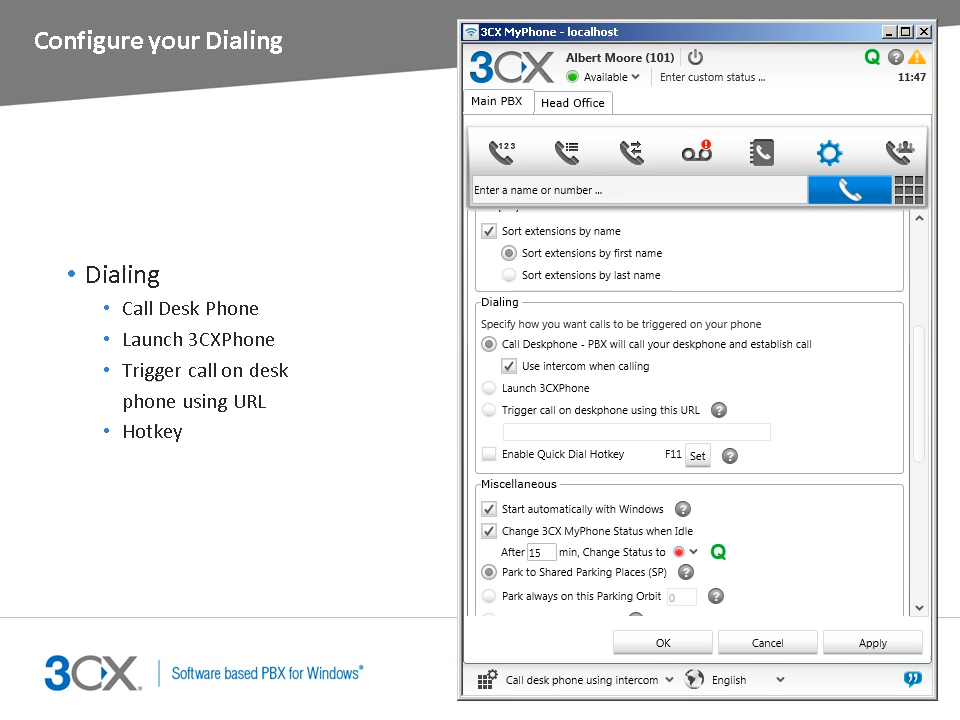 Configure your Dialing
• Dialing
• Call Desk Phone
• Launch 3CXPhone
• Trigger call on desk
phone using URL
• Hotkey
3CX MyPhone - localhost
3CX
Albert Moore (101)
Q ?
Available
Enter custom status ...
11:47
Main PBX
Head Office
123
Enter a name or number ...
Sort extensions by name
Sort extensions by first name
Sort extensions by last name
Dialing
Specify how you want calls to be triggered on your phone
Call Deskphone - PBX will call your deskphone and establish call
Use intercom when calling
Launch 3CXPhone
Trigger call on deskphone using this URL ?
Enable Quick Dial Hotkey F11 Set ?
Miscellaneous
Start automatically with Windows ?
Change 3CX MyPhone Status when Idle
After 15 min, Change Status to Q
Park to Shared Parking Places (SP) ?
Park always on this Parking Orbit 0 ?
OK Cancel Apply
Call desk phone using intercom English
3CX. Software based PBX for Windows®